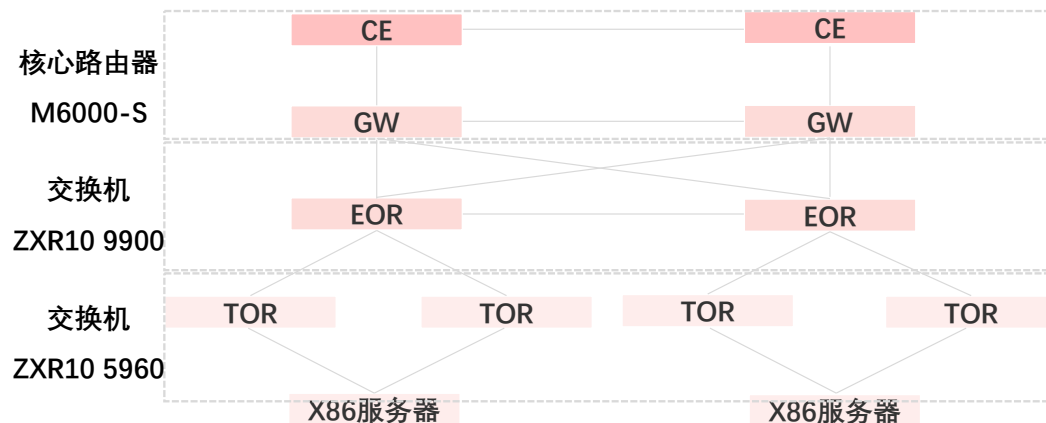 CE
CE
核心路由器
M6000-S
GW
GW
交换机
ZXR10 9900
EOR
EOR
交换机
ZXR10 5960
TOR
TOR
TOR
TOR
X86服务器
X86服务器